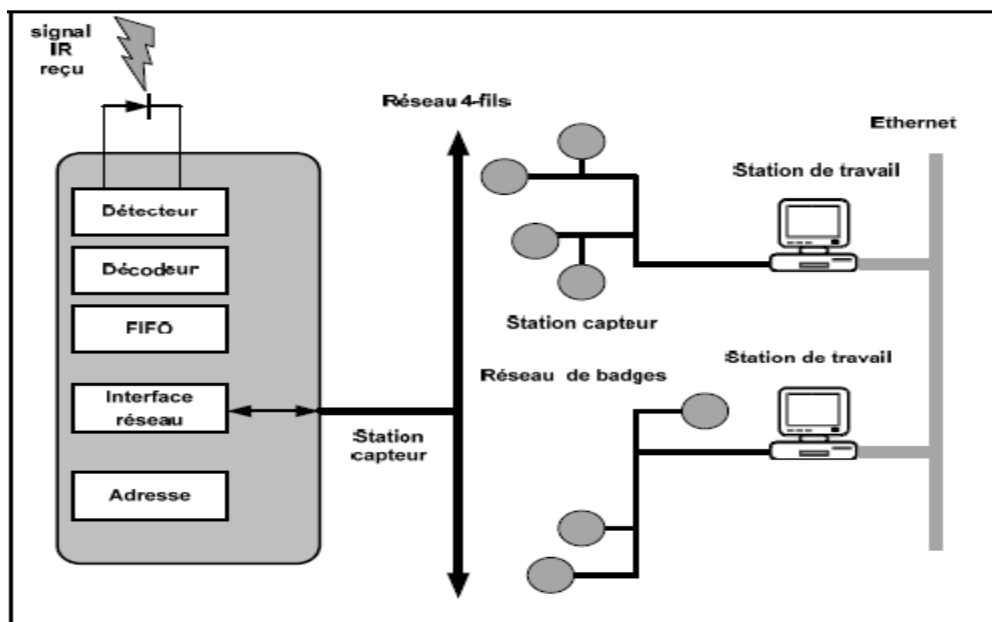 signal
IR
reçu
Détecteur
Décodeur
FIFO
Interface
réseau
Adresse
Station
capteur
Réseau 4-fils
Ethernet
Station de travail
Station capteur
Station de travail
Réseau de badges